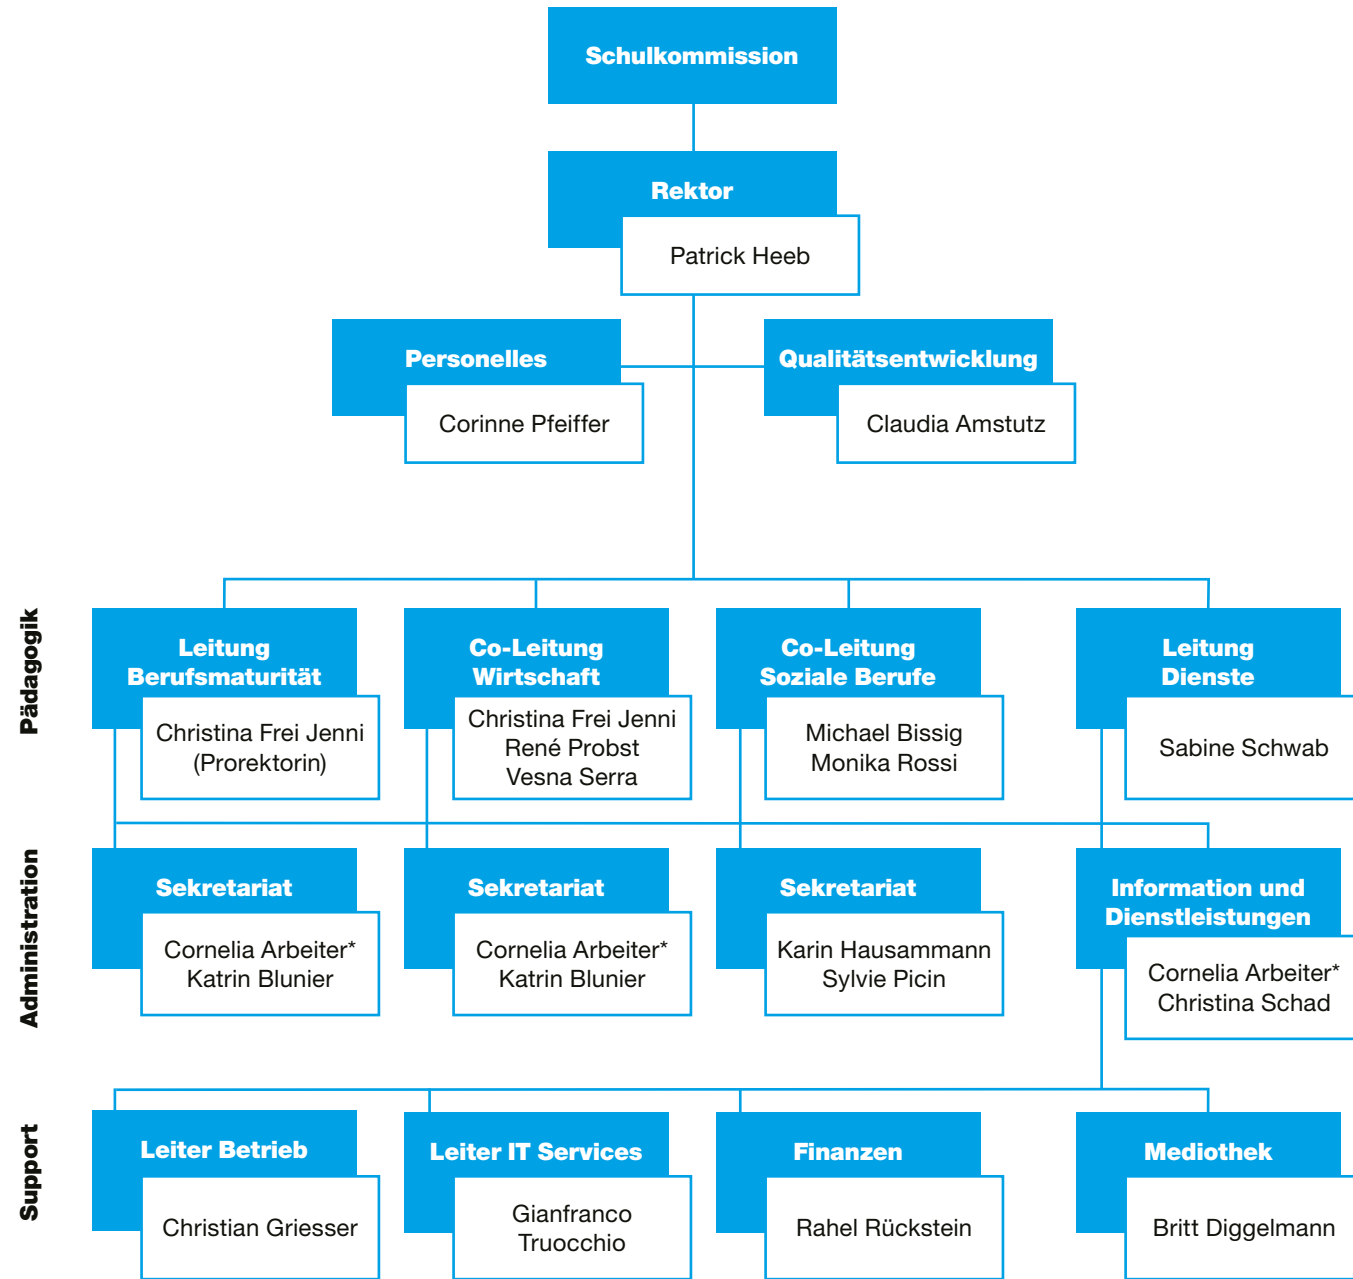 Schulkommission
Rektor
Patrick Heeb
Personelles
Corinne Pfeiffer
Qualitätsentwicklung
Claudia Amstutz
Pädagogik
Leitung
Berufsmaturität
Christina Frei Jenni
(Prorektorin)
Co-Leitung
Wirtschaft
Christina Frei Jenni
René Probst
Vesna Serra
Co-Leitung
Soziale Berufe
Michael Bissig
Monika Rossi
Leitung
Dienste
Sabine Schwab
Administration
Sekretariat
Cornelia Arbeiter*
Katrin Blunier
Sekretariat
Cornelia Arbeiter*
Katrin Blunier
Sekretariat
Karin Hausammann
Sylvie Picin
Information und
Dienstleistungen
Cornelia Arbeiter*
Christina Schad
Support
Leiter Betrieb
Christian Griesser
Leiter IT Services
Gianfranco
Truocchio
Finanzen
Rahel Rückstein
Mediothek
Britt Diggelmann